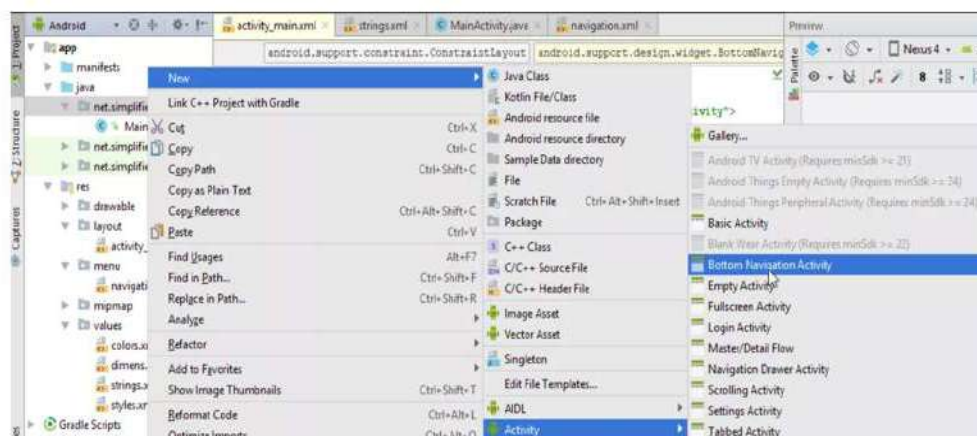 Android
activity_main.xml
strings.xml
MainActivity.java
navigation.xml
Preview
1: Project
app
android.support.constraint.ConstraintLayout
android.support.design.widget.BottomNavig
Palette
Nexus 4
manifests
java
net.simplifie
Main
net.simplifie
net.simplifie
res
drawable
layout
activity_
menu
navigati
mipmap
values
colors.x
dimens.
strings.x
styles.xr
Gradle Scripts
Z: Structure
Captures
New
Link C++ Project with Gradle
Cut Ctrl+X
Copy Ctrl+C
Copy Path Ctrl+Shift+C
Copy as Plain Text
Copy Reference Ctrl+Alt+Shift+C
Paste Ctrl+V
Find Usages Alt+F7
Find in Path... Ctrl+Shift+F
Replace in Path... Ctrl+Shift+R
Analyze
Refactor
Add to Favorites
Show Image Thumbnails Ctrl+Shift+T
Reformat Code Ctrl+Alt+L
Optimize Imports Ctrl+Alt+O
Java Class
Kotlin File/Class
Android resource file
Android resource directory
Sample Data directory
File
Scratch File Ctrl+Alt+Shift+Insert
Package
C++ Class
C/C++ Source File
C/C++ Header File
Image Asset
Vector Asset
Singleton
Edit File Templates...
AIDL
Activity
ivity">
8
Gallery...
Android TV Activity (Requires minSdk >= 21)
Android Things Empty Activity (Requires minSdk >= 24)
Android Things Peripheral Activity (Requires minSdk >= 24)
Basic Activity
Blank Wear Activity (Requires minSdk >= 22)
Bottom Navigation Activity
Empty Activity
Fullscreen Activity
Login Activity
Master/Detail Flow
Navigation Drawer Activity
Scrolling Activity
Settings Activity
Tabbed Activity